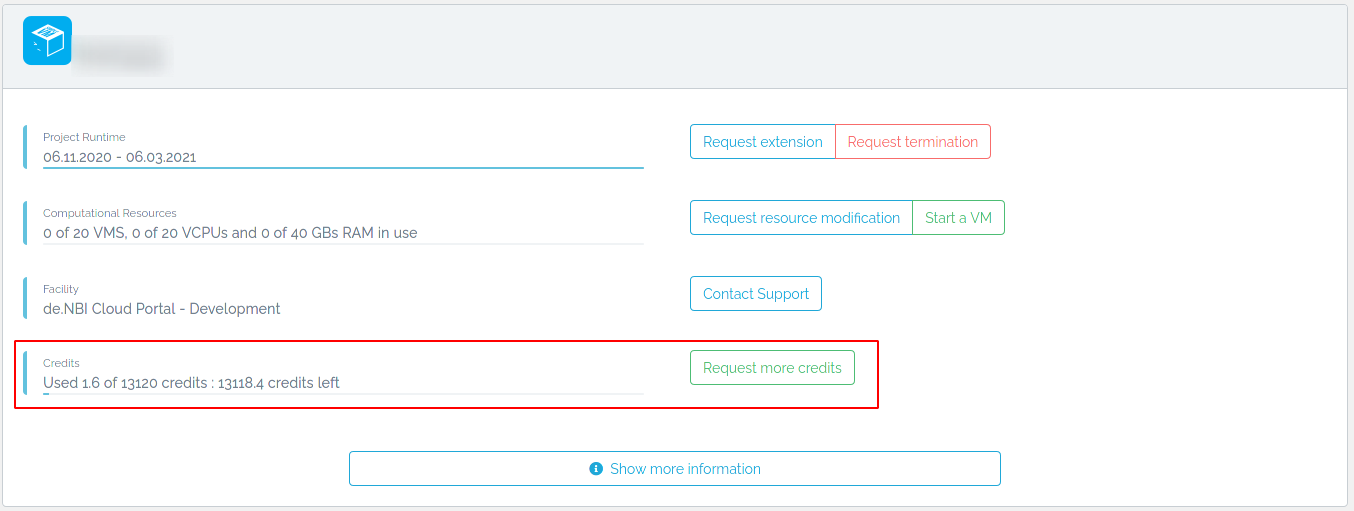 Project Runtime
06.11.2020 - 06.03.2021
Request extension
Request termination
Computational Resources
0 of 20 VMS, 0 of 20 VCPUs and 0 of 40 GBs RAM in use
Request resource modification
Start a VM
Facility
de.NBI Cloud Portal - Development
Contact Support
Credits
Used 1.6 of 13120 credits : 13118.4 credits left
Request more credits
Show more information